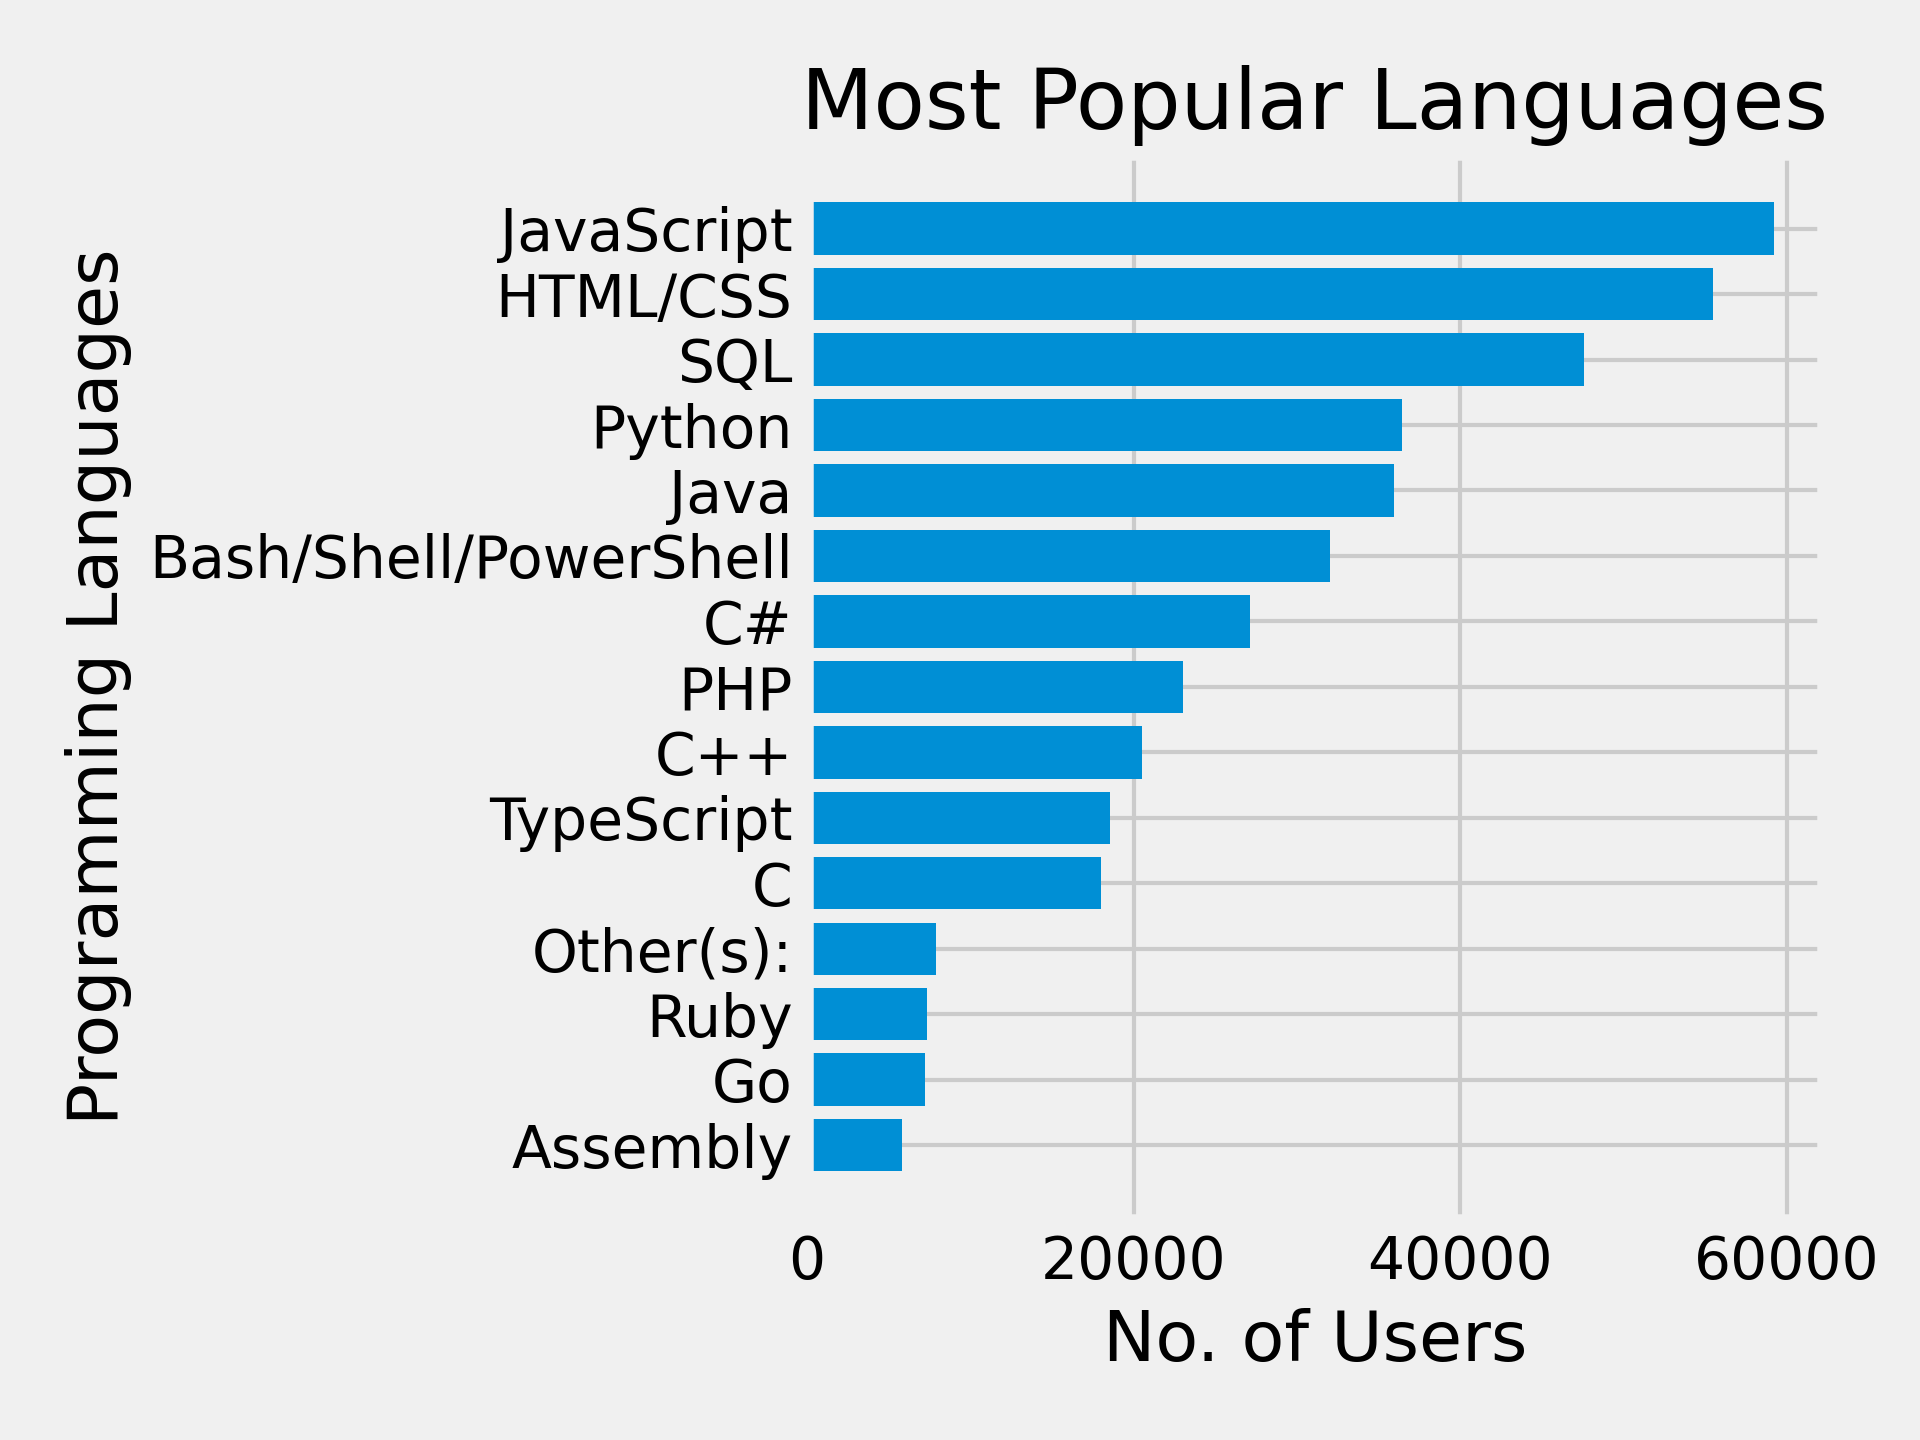 Most Popular Languages
Programming Languages
JavaScript
HTML/CSS
SQL
Python
Java
Bash/Shell/PowerShell
C#
PHP
C++
TypeScript
C
Other(s):
Ruby
Go
Assembly
0 20000 40000 60000
No. of Users